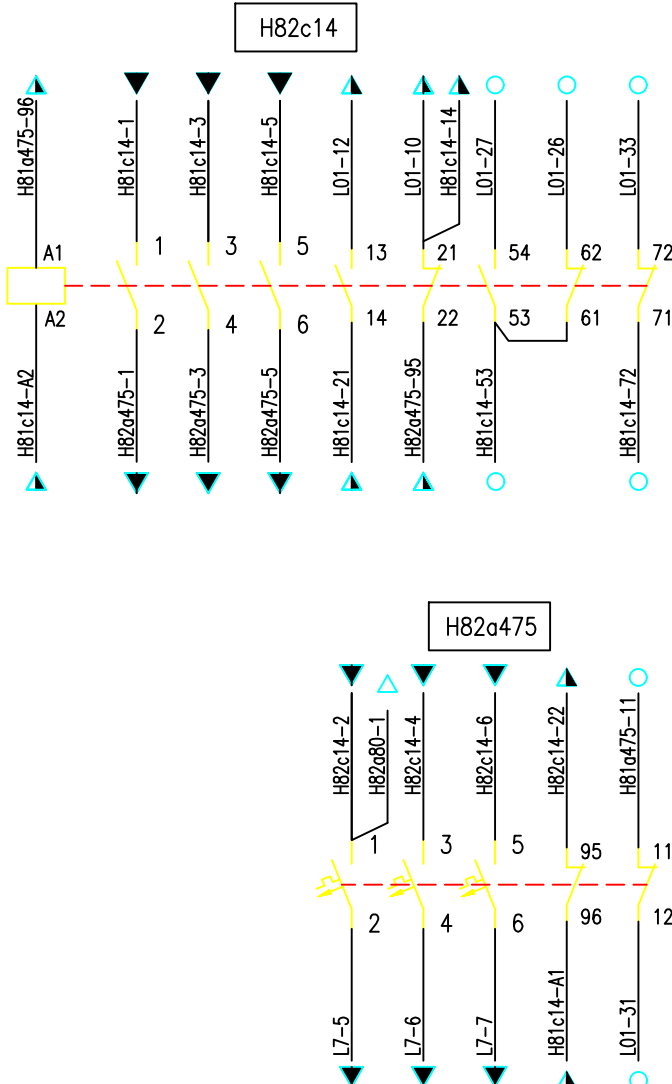 H82c14
H81a475-96
H81c14-1
H81c14-3
H81c14-5
L01-12
L01-10
H81c14-14
L01-27
L01-26
L01-33
A1
1
3
5
13
21
54
62
72
A2
2
4
6
14
22
53
61
71
H81c14-A2
H82a475-1
H82a475-3
H82a475-5
H81c14-21
H82a475-95
H81c14-53
H81c14-72
H82a475
H82c14-2
H82a80-1
H82c14-4
H82c14-6
H82c14-22
H81a475-11
1
3
5
95
11
2
4
6
96
12
L7-5
L7-6
L7-7
H81c14-A1
L01-31